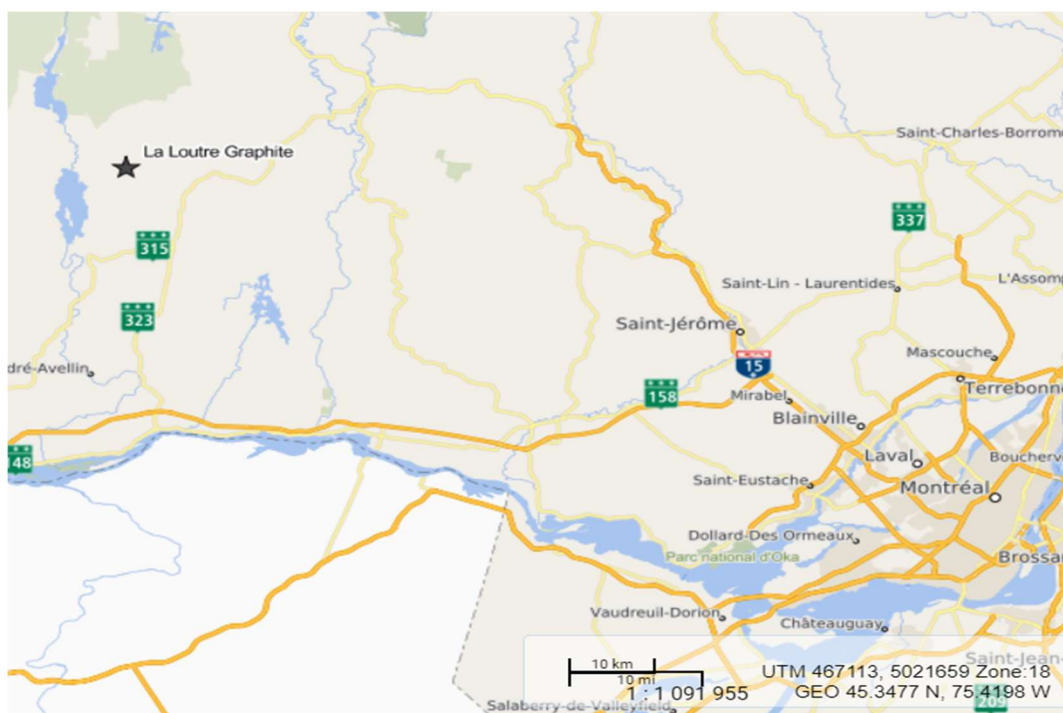 Saint-Charles-Borrom
La Loutre Graphite
337
315
L'Assomp
Saint-Lin - Laurentides
323
Saint-Jérôme
Mascouche
15
dré-Avellin
Terrebonn
158
Mirabel
Blainville
Laval
148
Boucherv
Saint-Eustache
Montréal
Dollard-Des Ormeaux
Parc national d'Oka
Brossar
Vaudreuil-Dorion
Châteauguay
Saint-Jean-
10 km
10 mi
UTM 467113, 5021659 Zone:18
1 : 1 091 955
GEO 45.3477 N, 75.4198 W
Salaberry-de-Valleyfield
209